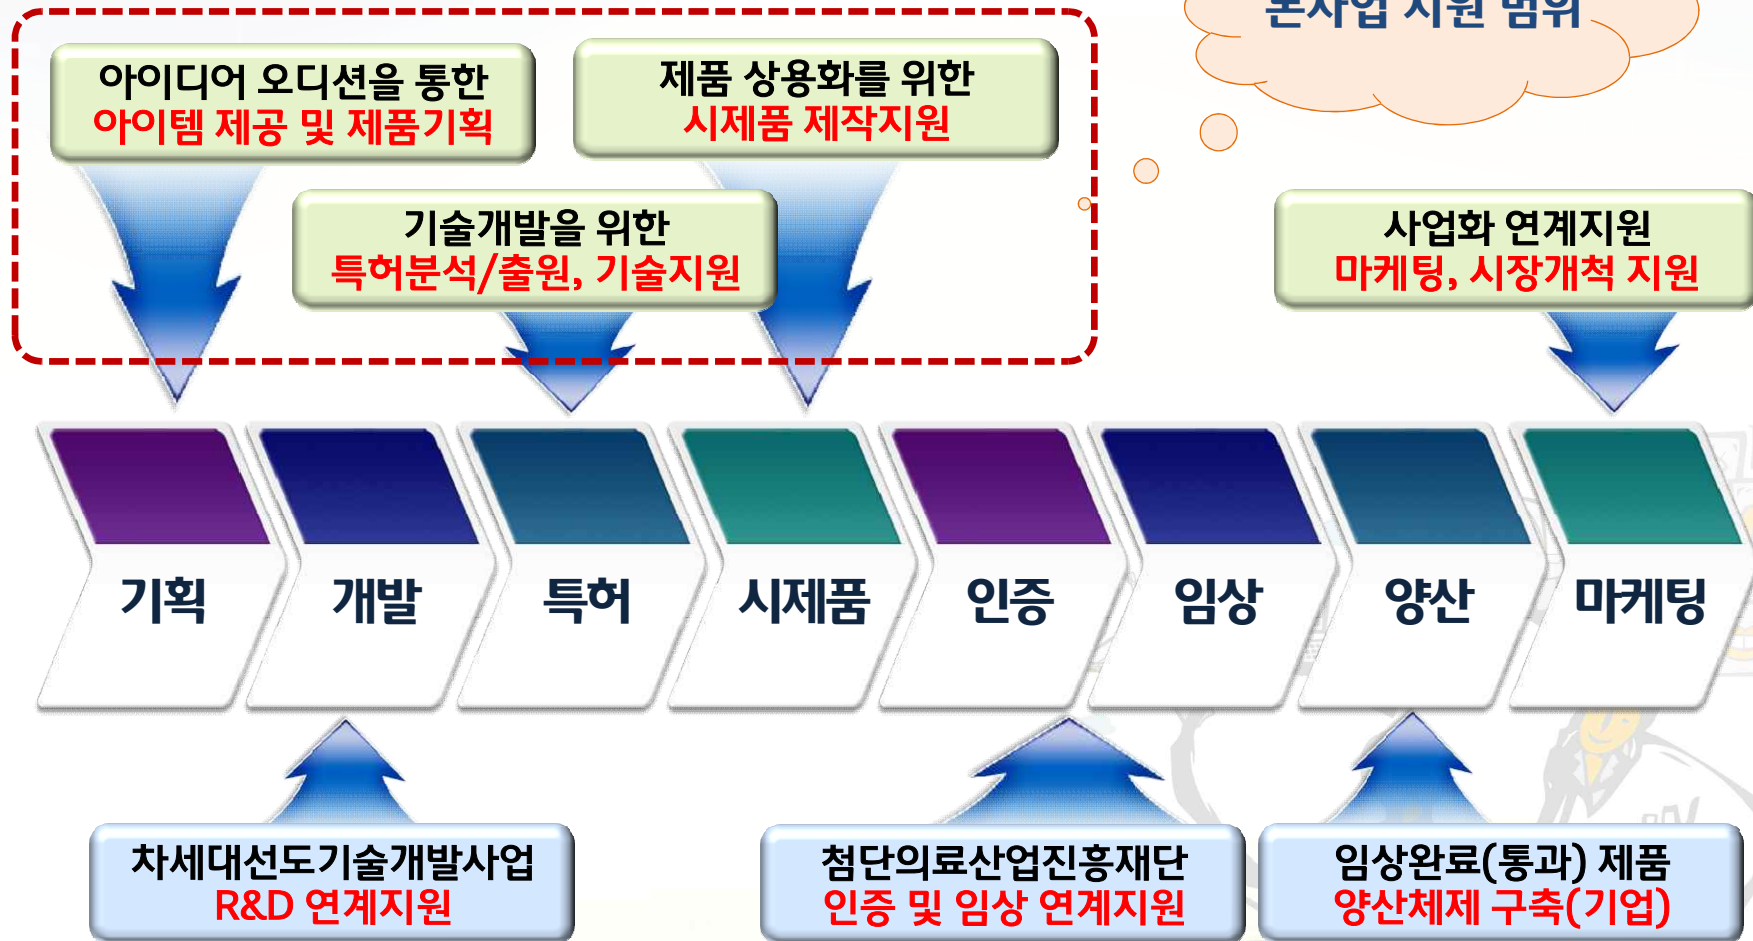 본사업 지원 범위
아이디어 오디션을 통한
아이템 제공 및 제품기획
제품 상용화를 위한
시제품 제작지원
기술개발을 위한
특허분석/출원, 기술지원
사업화 연계지원
마케팅, 시장개척 지원
기획
개발
특허
시제품
인증
임상
양산
마케팅
차세대선도기술개발사업
R&D 연계지원
첨단의료산업진흥재단
인증 및 임상 연계지원
임상완료(통과) 제품
양산체제 구축(기업)